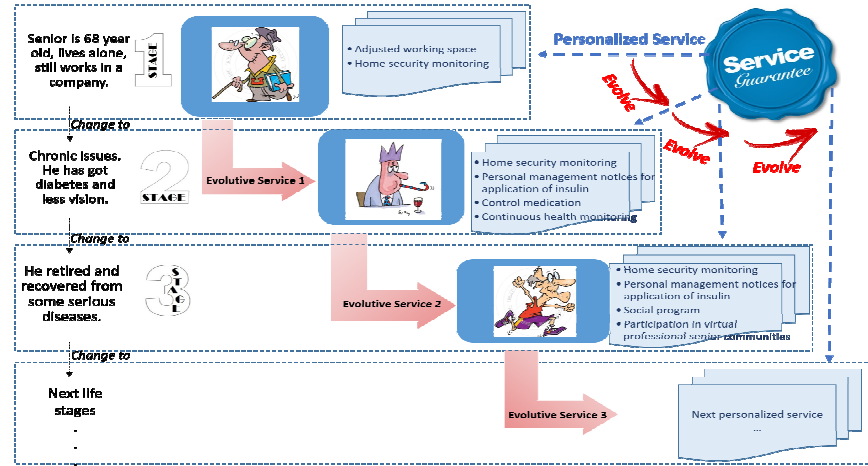 Senior is 68 year
old, lives alone,
still works in a
company.
STAGE
1
• Adjusted working space
• Home security monitoring
Personalized Service
Service
Guarantee
Evolve
Evolve
Evolve
Change to
Chronic issues.
He has got
diabetes and
less vision.
2
STAGE
Evolutive Service 1
• Home security monitoring
• Personal management notices for
application of insulin
• Control medication
• Continuous health monitoring
Change to
He retired and
recovered from
some serious
diseases.
3
STAGE
Evolutive Service 2
• Home security monitoring
• Personal management notices for
application of insulin
• Social program
• Participation in virtual
professional senior communities
Change to
Next life
stages
.
.
.
Evolutive Service 3
Next personalized service
...